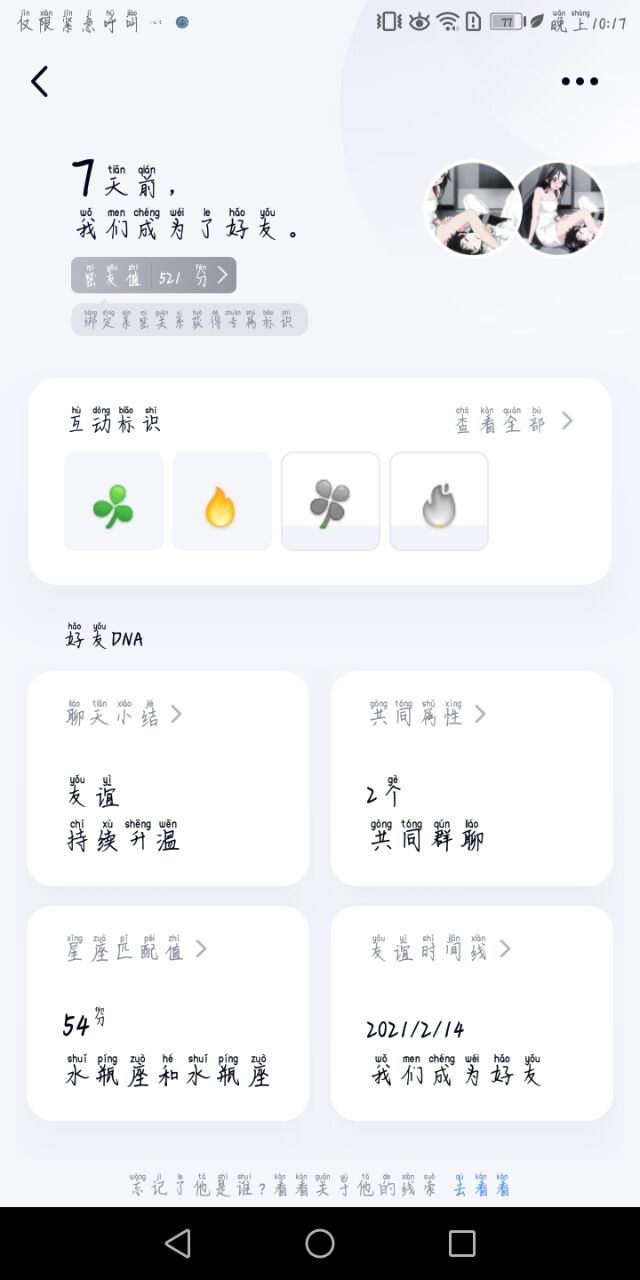 仅限紧急呼叫
77
晚上10:17
7天前，
我们成为了好友。
密友值 521分
绑定亲密关系获得专属标识
互动标识
查看全部
好友DNA
聊天小结
友谊
持续升温
共同属性
2个
共同群聊
星座匹配值
54分
水瓶座和水瓶座
友谊时间线
2021/2/14
我们成为好友
忘记了他是谁？看看关于他的线索 去看看